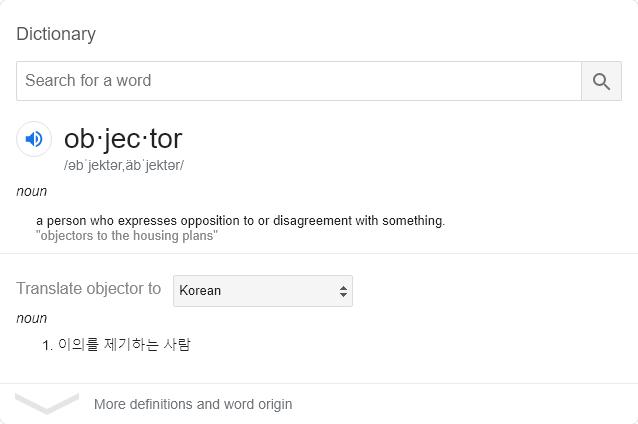 Dictionary
Search for a word
ob·jec·tor
/əbˈjektər,äbˈjektər/
noun
a person who expresses opposition to or disagreement with something.
"objectors to the housing plans"
Translate objector to Korean
noun
1. 이의를 제기하는 사람
More definitions and word origin